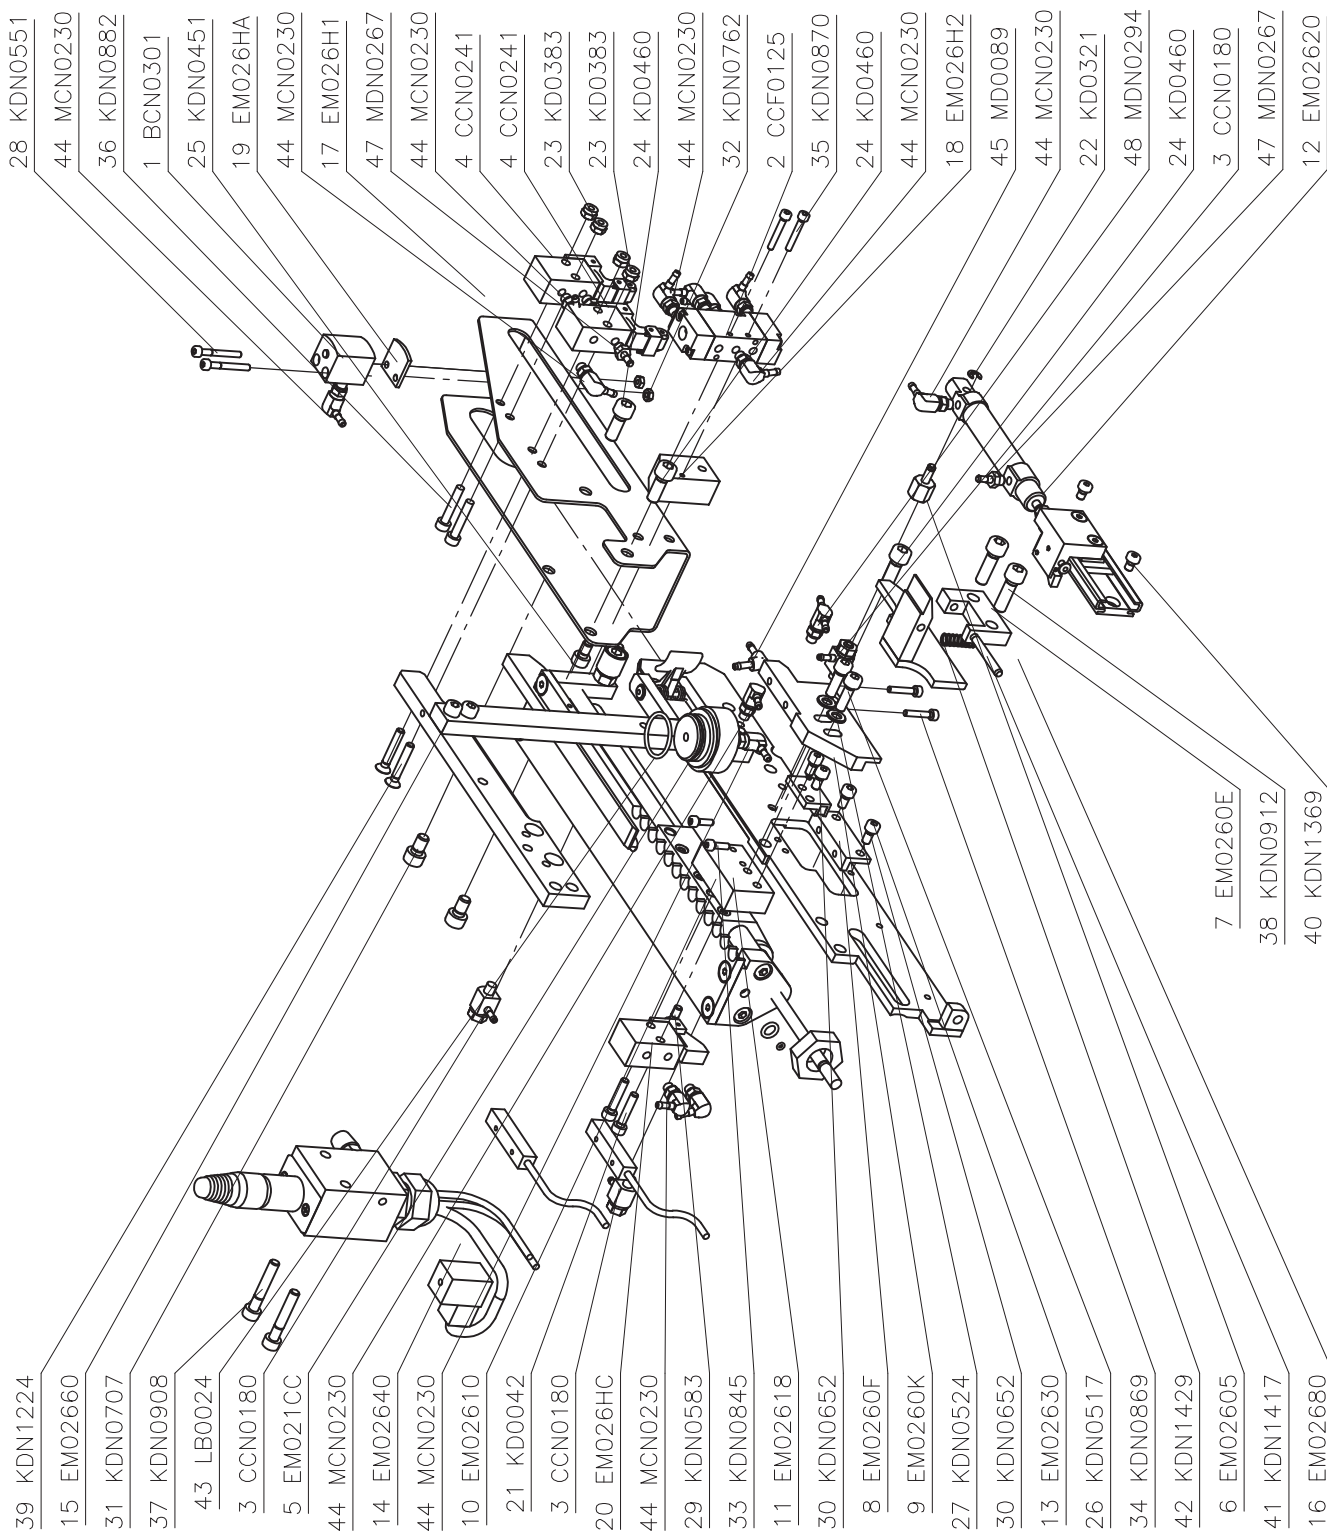 28 KDN0551
44 MCN0230
36 KDN0882
1 BCN0301
25 KDN0451
19 EM026HA
44 MCN0230
17 EM026H1
47 MDN0267
44 MCN0230
4 CCN0241
4 CCN0241
23 KD0383
23 KD0383
24 KD0460
44 MCN0230
32 KDN0762
2 CCF0125
35 KDN0870
24 KD0460
44 MCN0230
18 EM026H2
45 MD0089
44 MCN0230
22 KD0321
48 MDN0294
24 KD0460
3 CCN0180
47 MDN0267
12 EM02620
7 EM0260E
38 KDN0912
40 KDN1369
39 KDN1224
15 EM02660
31 KDN0707
37 KDN0908
43 LB0024
3 CCN0180
5 EM021CC
44 MCN0230
14 EM02640
44 MCN0230
10 EM02610
21 KD0042
3 CCN0180
20 EM026HC
44 MCN0230
29 KDN0583
33 KDN0845
11 EM02618
30 KDN0652
8 EM0260F
9 EM0260K
27 KDN0524
30 KDN0652
13 EM02630
26 KDN0517
34 KDN0869
42 KDN1429
6 EM02605
41 KDN1417
16 EM02680